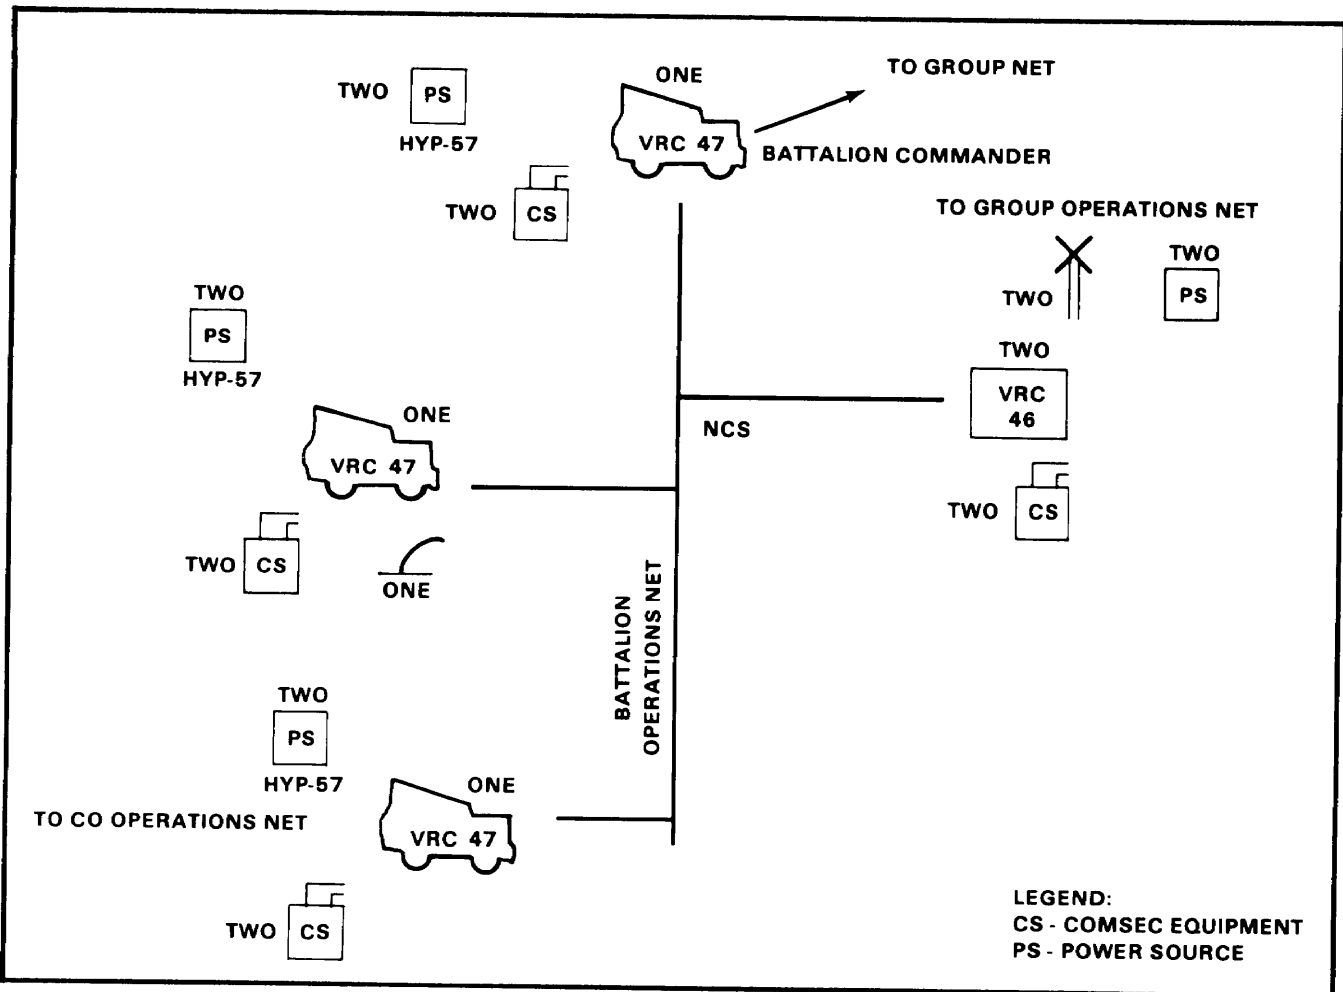 ONE
TO GROUP NET
TWO
PS
HYP-57
VRC 47
BATTALION COMMANDER
TWO
CS
TO GROUP OPERATIONS NET
TWO
PS
TWO
TWO
VRC
46
TWO
CS
NCS
TWO
PS
HYP-57
ONE
VRC 47
TWO
CS
ONE
BATTALION
OPERATIONS NET
TWO
PS
HYP-57
ONE
TO CO OPERATIONS NET
VRC 47
TWO
CS
LEGEND:
CS - COMSEC EQUIPMENT
PS - POWER SOURCE